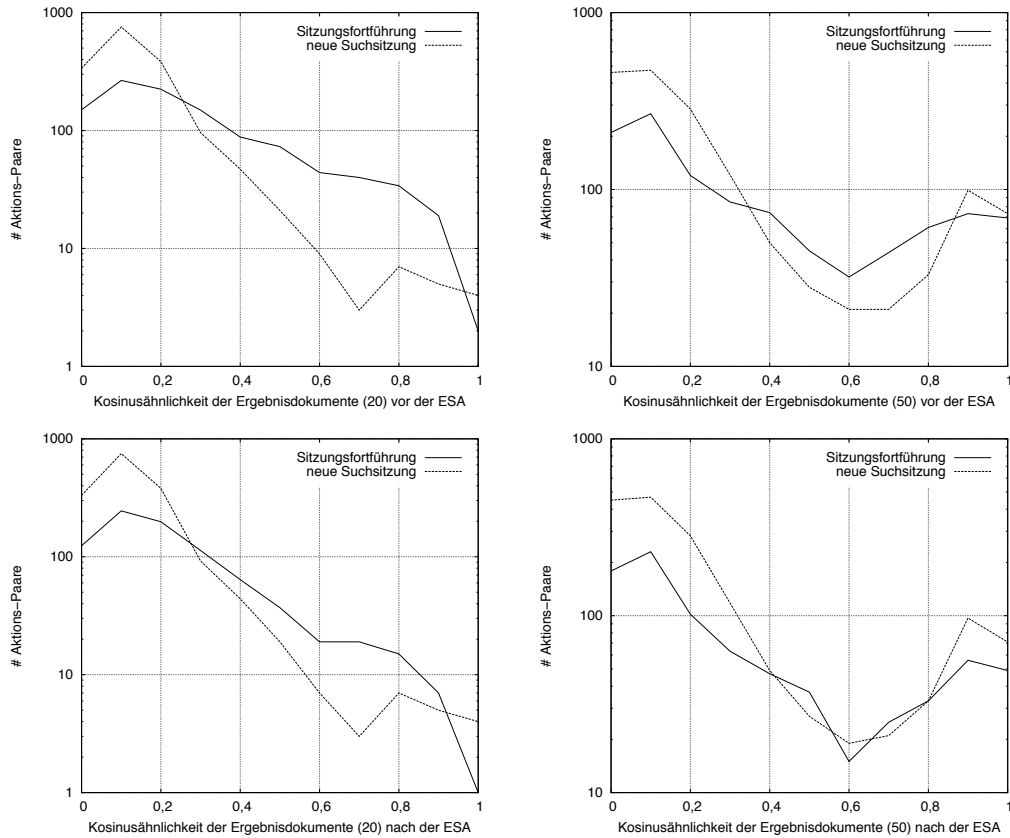 1000
100
10
1
# Aktions−Paare
Sitzungsfortführung
neue Suchsitzung
0 0,2 0,4 0,6 0,8 1
Kosinusähnlichkeit der Ergebnisdokumente (20) vor der ESA
1000
100
10
# Aktions−Paare
Sitzungsfortführung
neue Suchsitzung
0 0,2 0,4 0,6 0,8 1
Kosinusähnlichkeit der Ergebnisdokumente (50) vor der ESA
1000
100
10
1
# Aktions−Paare
Sitzungsfortführung
neue Suchsitzung
0 0,2 0,4 0,6 0,8 1
Kosinusähnlichkeit der Ergebnisdokumente (20) nach der ESA
1000
100
10
# Aktions−Paare
Sitzungsfortführung
neue Suchsitzung
0 0,2 0,4 0,6 0,8 1
Kosinusähnlichkeit der Ergebnisdokumente (50) nach der ESA